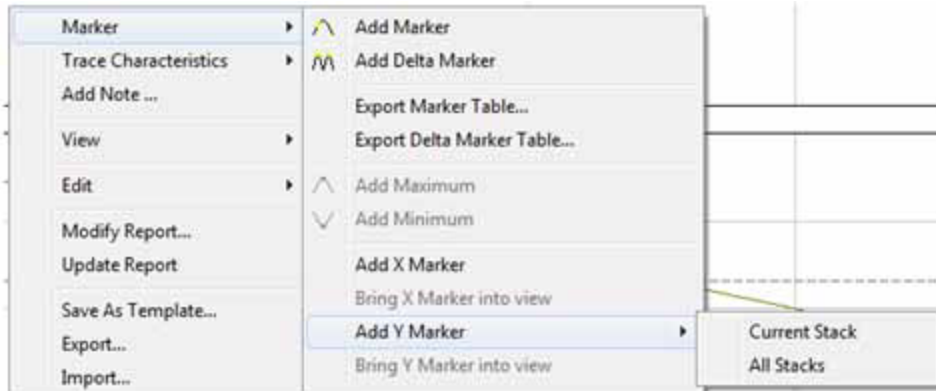 Marker
Trace Characteristics
Add Note ...
View
Edit
Modify Report...
Update Report
Save As Template...
Export...
Import...
Add Marker
Add Delta Marker
Export Marker Table...
Export Delta Marker Table...
Add Maximum
Add Minimum
Add X Marker
Bring X Marker into view
Add Y Marker
Bring Y Marker into view
Current Stack
All Stacks